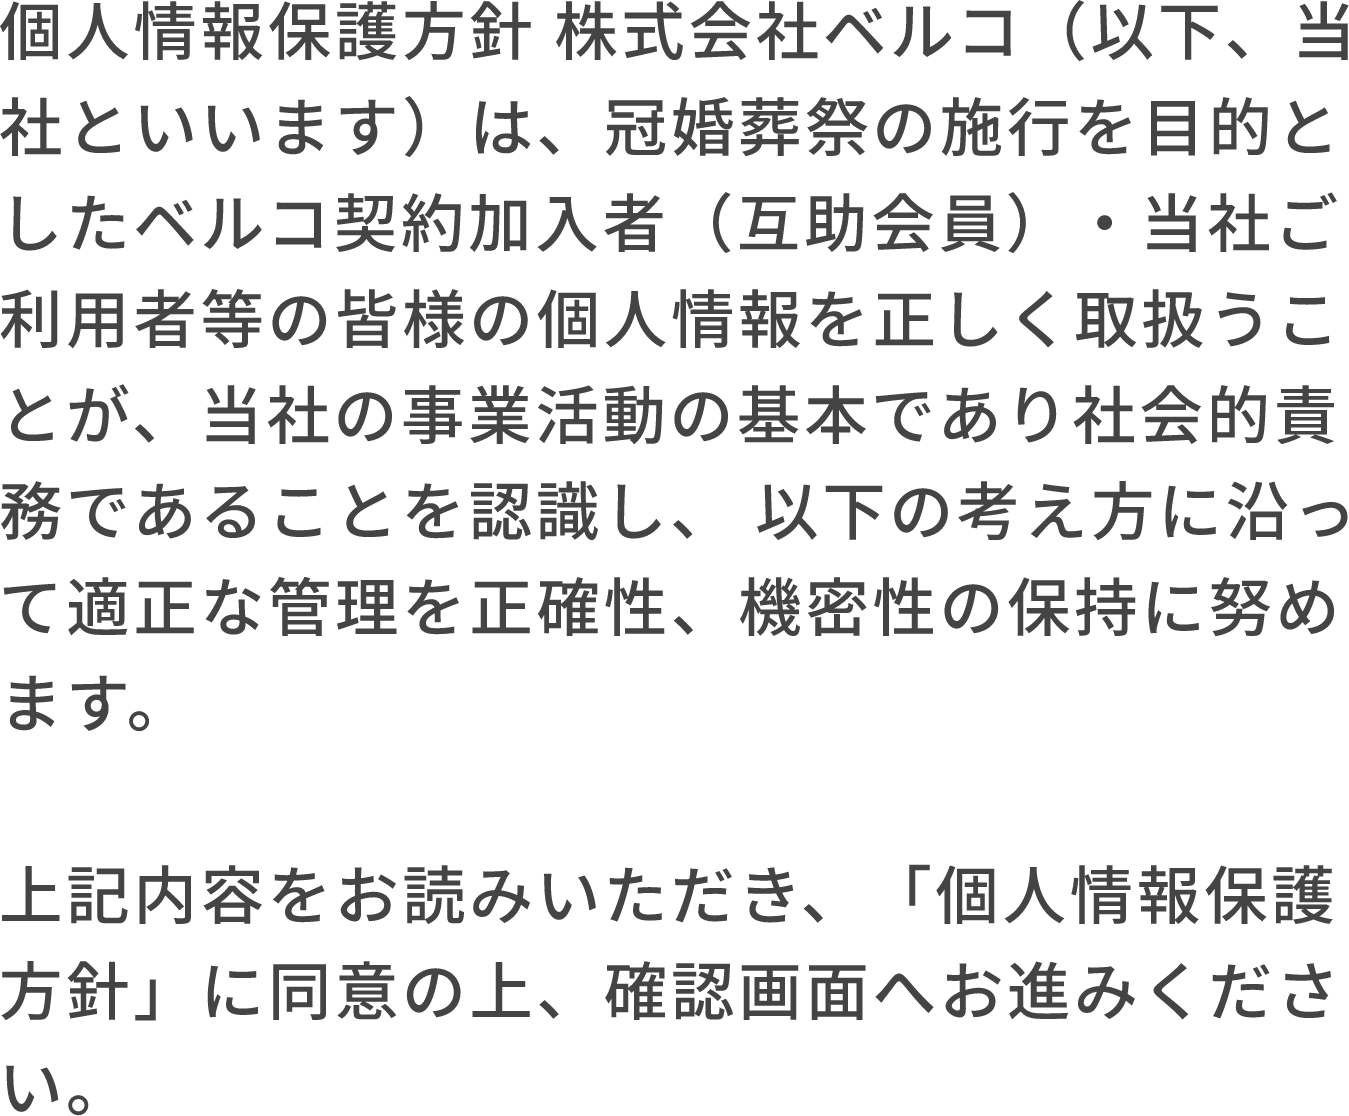 個人情報保護方針 株式会社ベルコ（以下、当
社といいます）は、冠婚葬祭の施行を目的と
したベルコ契約加入者（互助会員）・当社ご
利用者等の皆様の個人情報を正しく取扱うこ
とが、当社の事業活動の基本であり社会的責
務であることを認識し、 以下の考え方に沿っ
て適正な管理を正確性、機密性の保持に努め
ます。
上記内容をお読みいただき、「個人情報保護
方針」に同意の上、確認画面へお進みくださ
い。